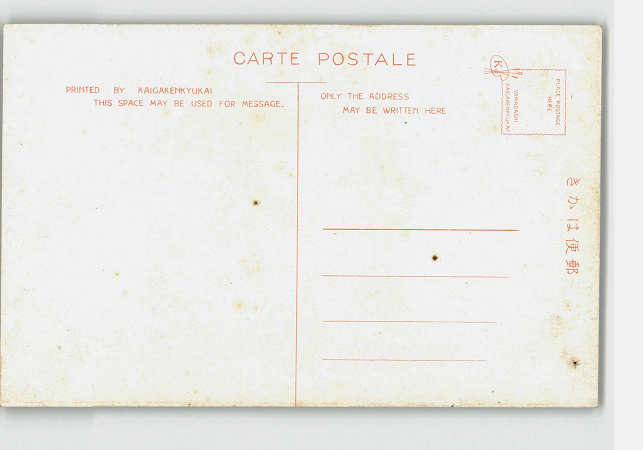 CARTE POSTALE
PRINTED BY KAIGAKENKYUKAI
THIS SPACE MAY BE USED FOR MESSAGE.
ONLY THE ADDRESS
MAY BE WRITTEN HERE
K
PLACE POSTAGE
HERE
KAIGAKENKYUKAI
きかは便郵